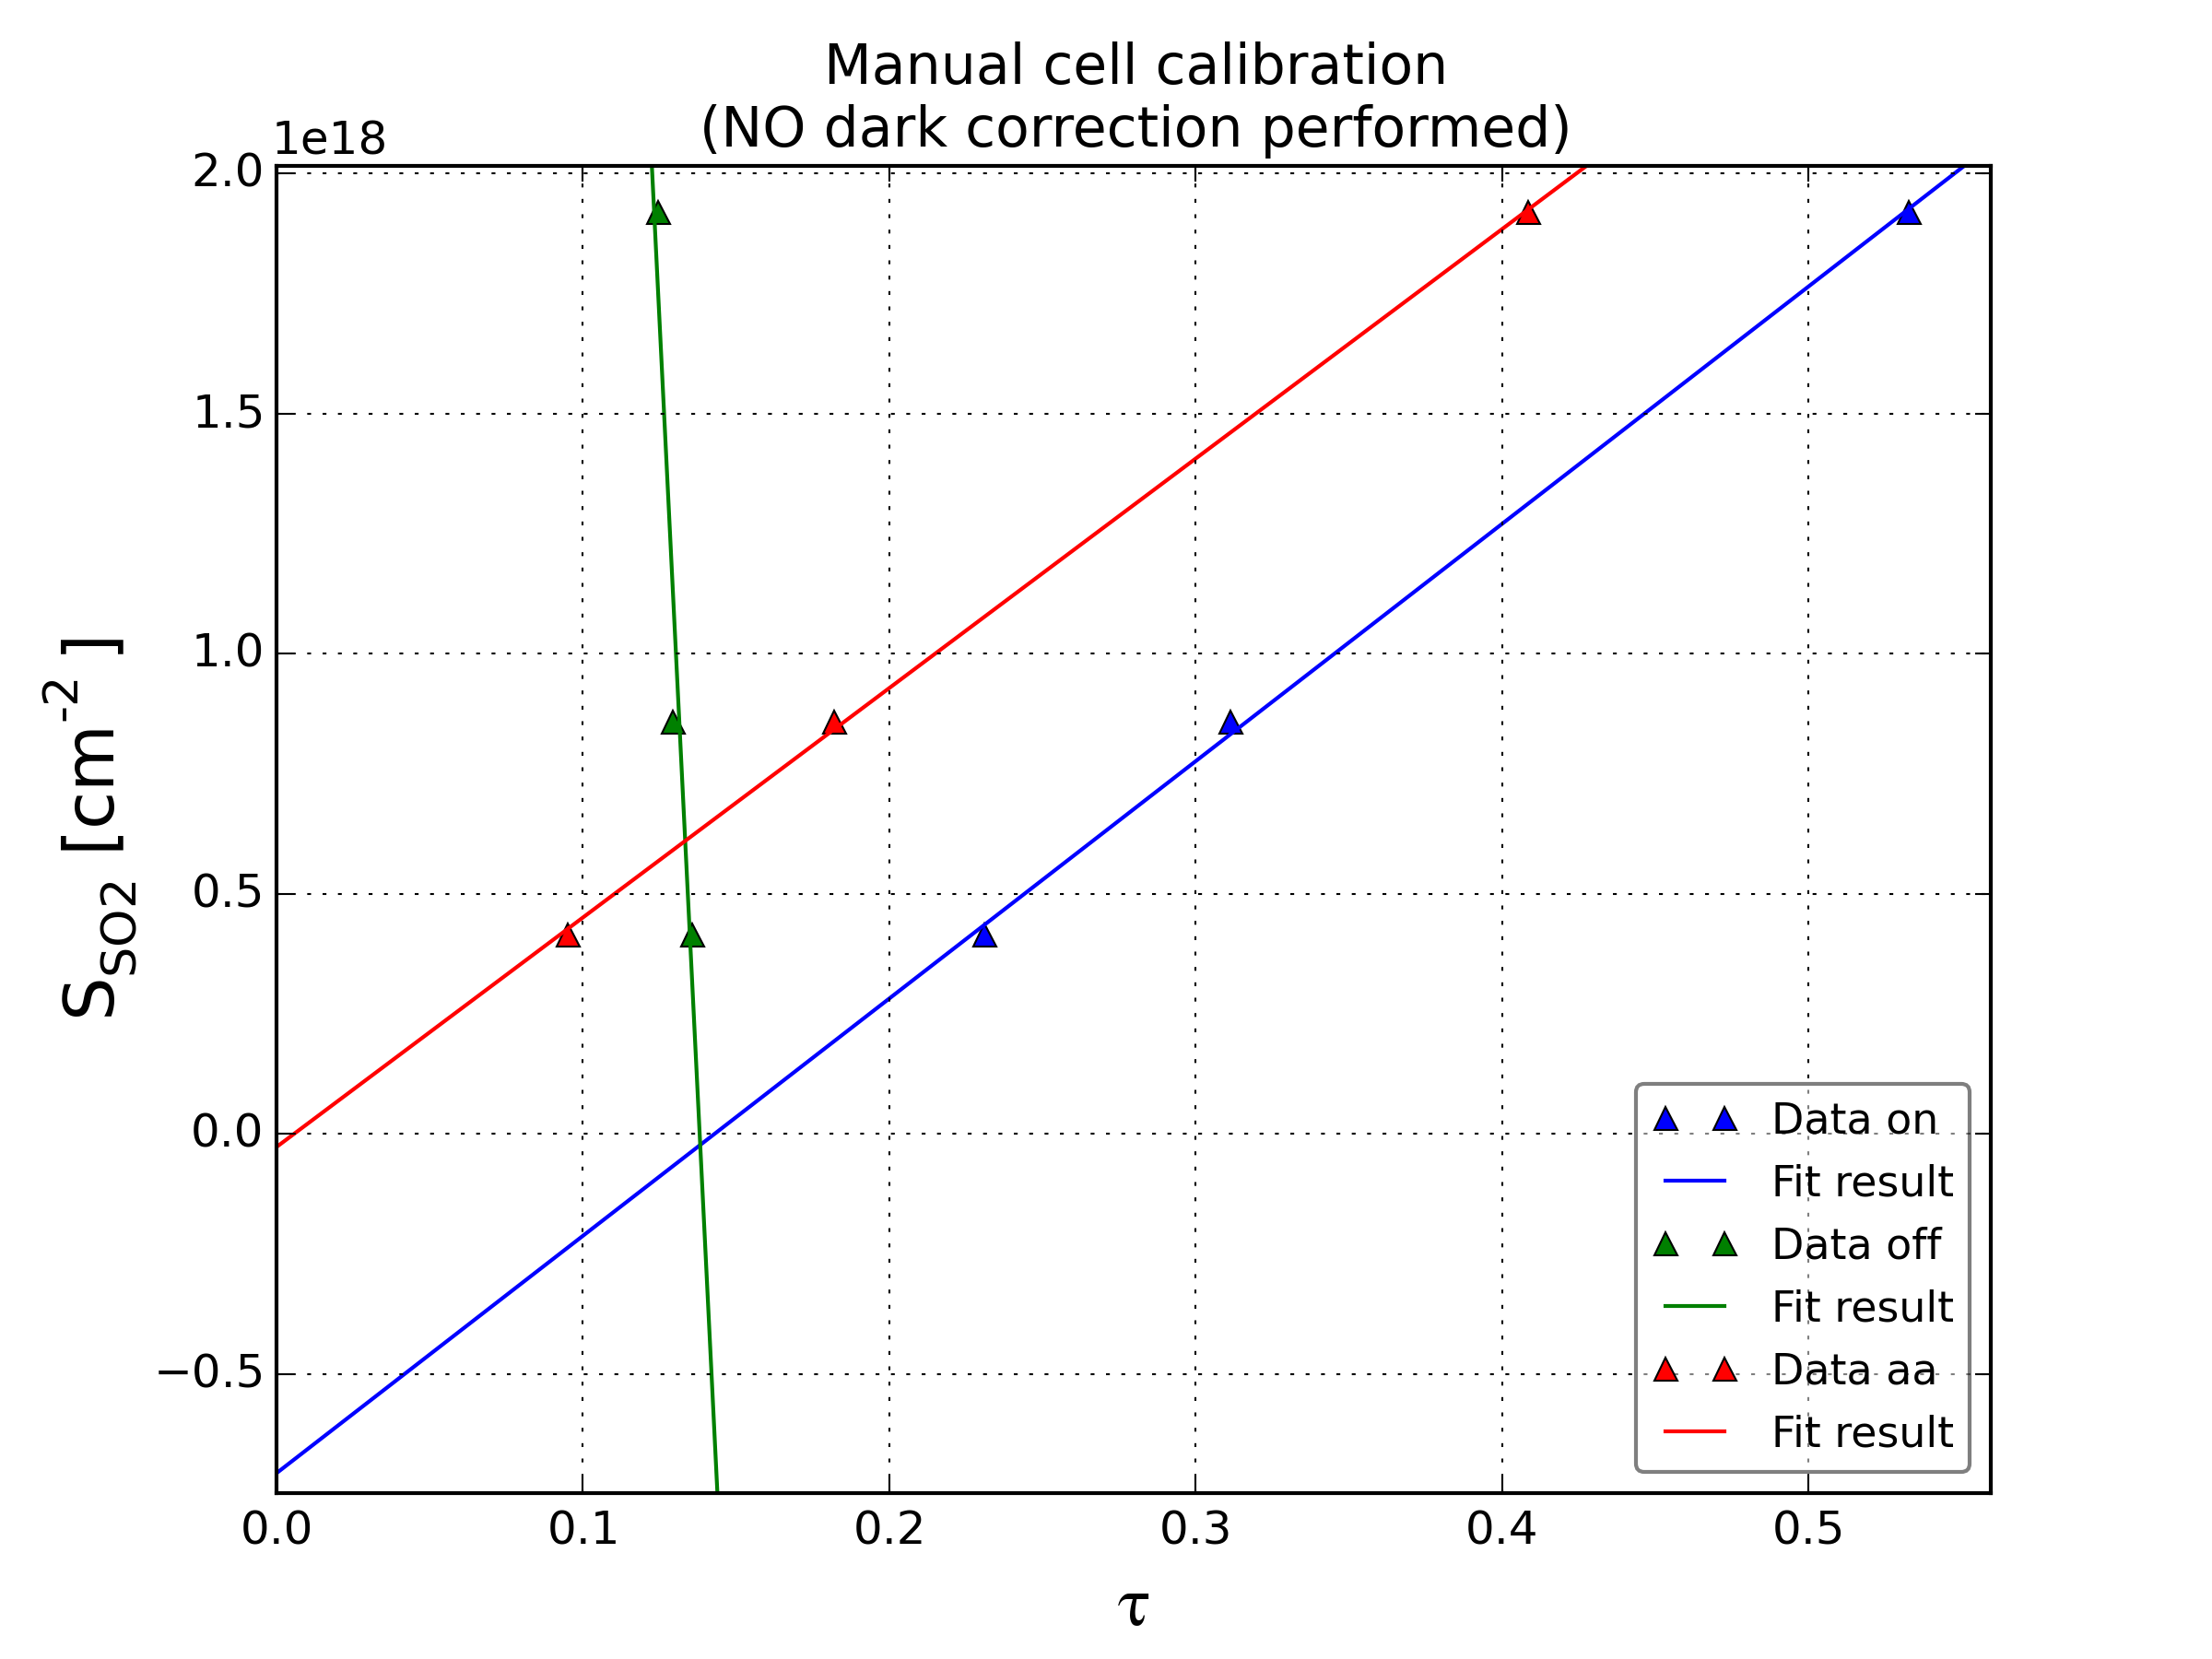 Manual cell calibration
(NO dark correction performed)
1e18
2.0
1.5
1.0
0.5
0.0
−0.5
S_SO2 [cm^-2 ]
0.0 0.1 0.2 0.3 0.4 0.5
τ
Data on
Fit result
Data off
Fit result
Data aa
Fit result